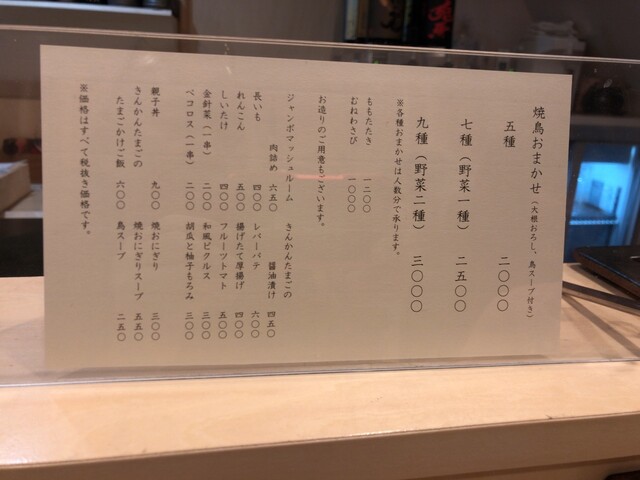 焼鳥おまかせ（大根おろし、鳥スープ付き）
五種 二〇〇〇
七種（野菜一種） 二五〇〇
九種（野菜二種） 三〇〇〇
※各種おまかせは人数分で承ります。
ももたたき 一二〇〇
むねわさび 一〇〇〇
お造りのご用意もございます。
ジャンボマッシュルーム
肉詰め 六五〇
長いも 四〇〇
れんこん 五〇〇
しいたけ 四〇〇
金針菜（一串） 二〇〇
ペコロス（一串） 二〇〇
きんかんたまごの
醤油漬け 四五〇
レバーパテ 六〇〇
揚げたて厚揚げ 四〇〇
フルーツトマト 五〇〇
和風ピクルス 三〇〇
胡瓜と柚子もろみ 三〇〇
親子丼 九〇〇
きんかんたまごの
たまごかけご飯 六〇〇
焼おにぎり 三〇〇
焼おにぎりスープ 五五〇
鳥スープ 二五〇
※価格はすべて税抜き価格です。